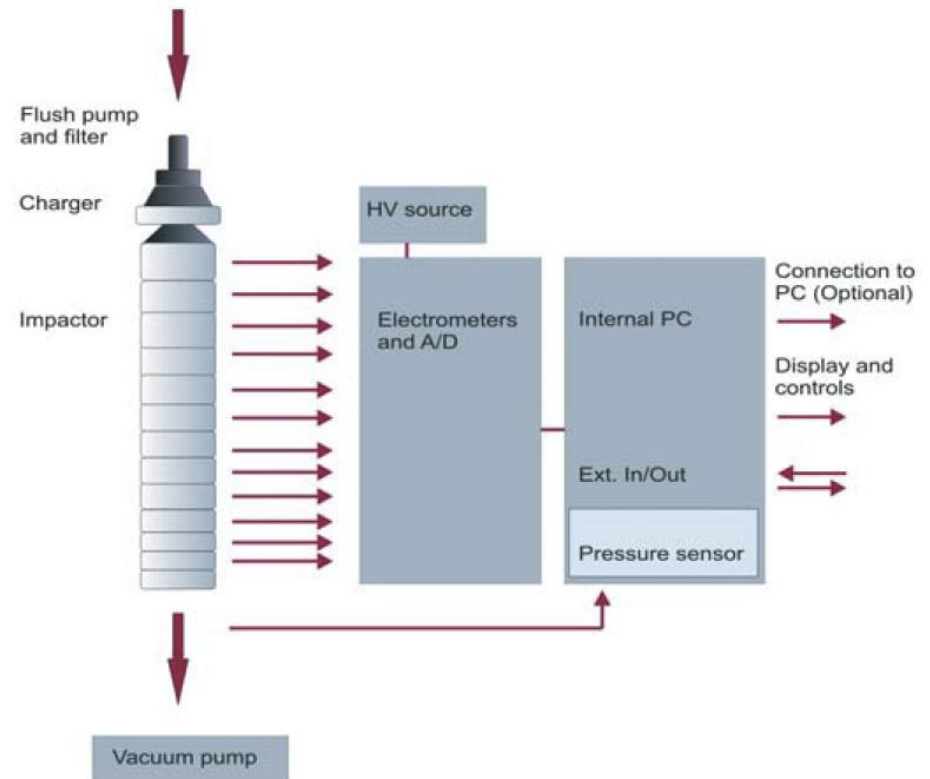 Flush pump
and filter
Charger
HV source
Impactor
Electrometers
and A/D
Internal PC
Connection to
PC (Optional)
Display and
controls
Ext. In/Out
Pressure sensor
Vacuum pump